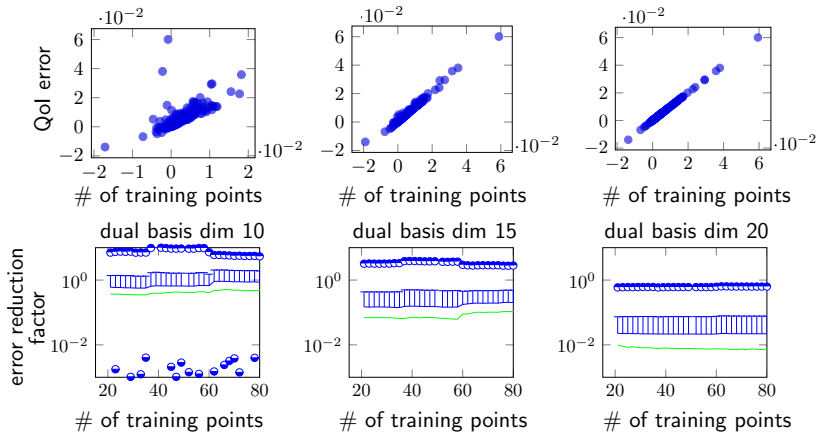 ·10⁻² ·10⁻² ·10⁻²
QoI error
6 4 2 0 −2
−2 −1 0 1 2 ·10⁻²
6 4 2 0 −2
−2 0 2 4 6 ·10⁻²
6 4 2 0 −2
−2 0 2 4 6 ·10⁻²
# of training points # of training points # of training points
dual basis dim 10 dual basis dim 15 dual basis dim 20
error reduction
factor
10⁰ 10⁻²
20 40 60 80
10⁰ 10⁻²
20 40 60 80
10⁰ 10⁻²
20 40 60 80
# of training points # of training points # of training points